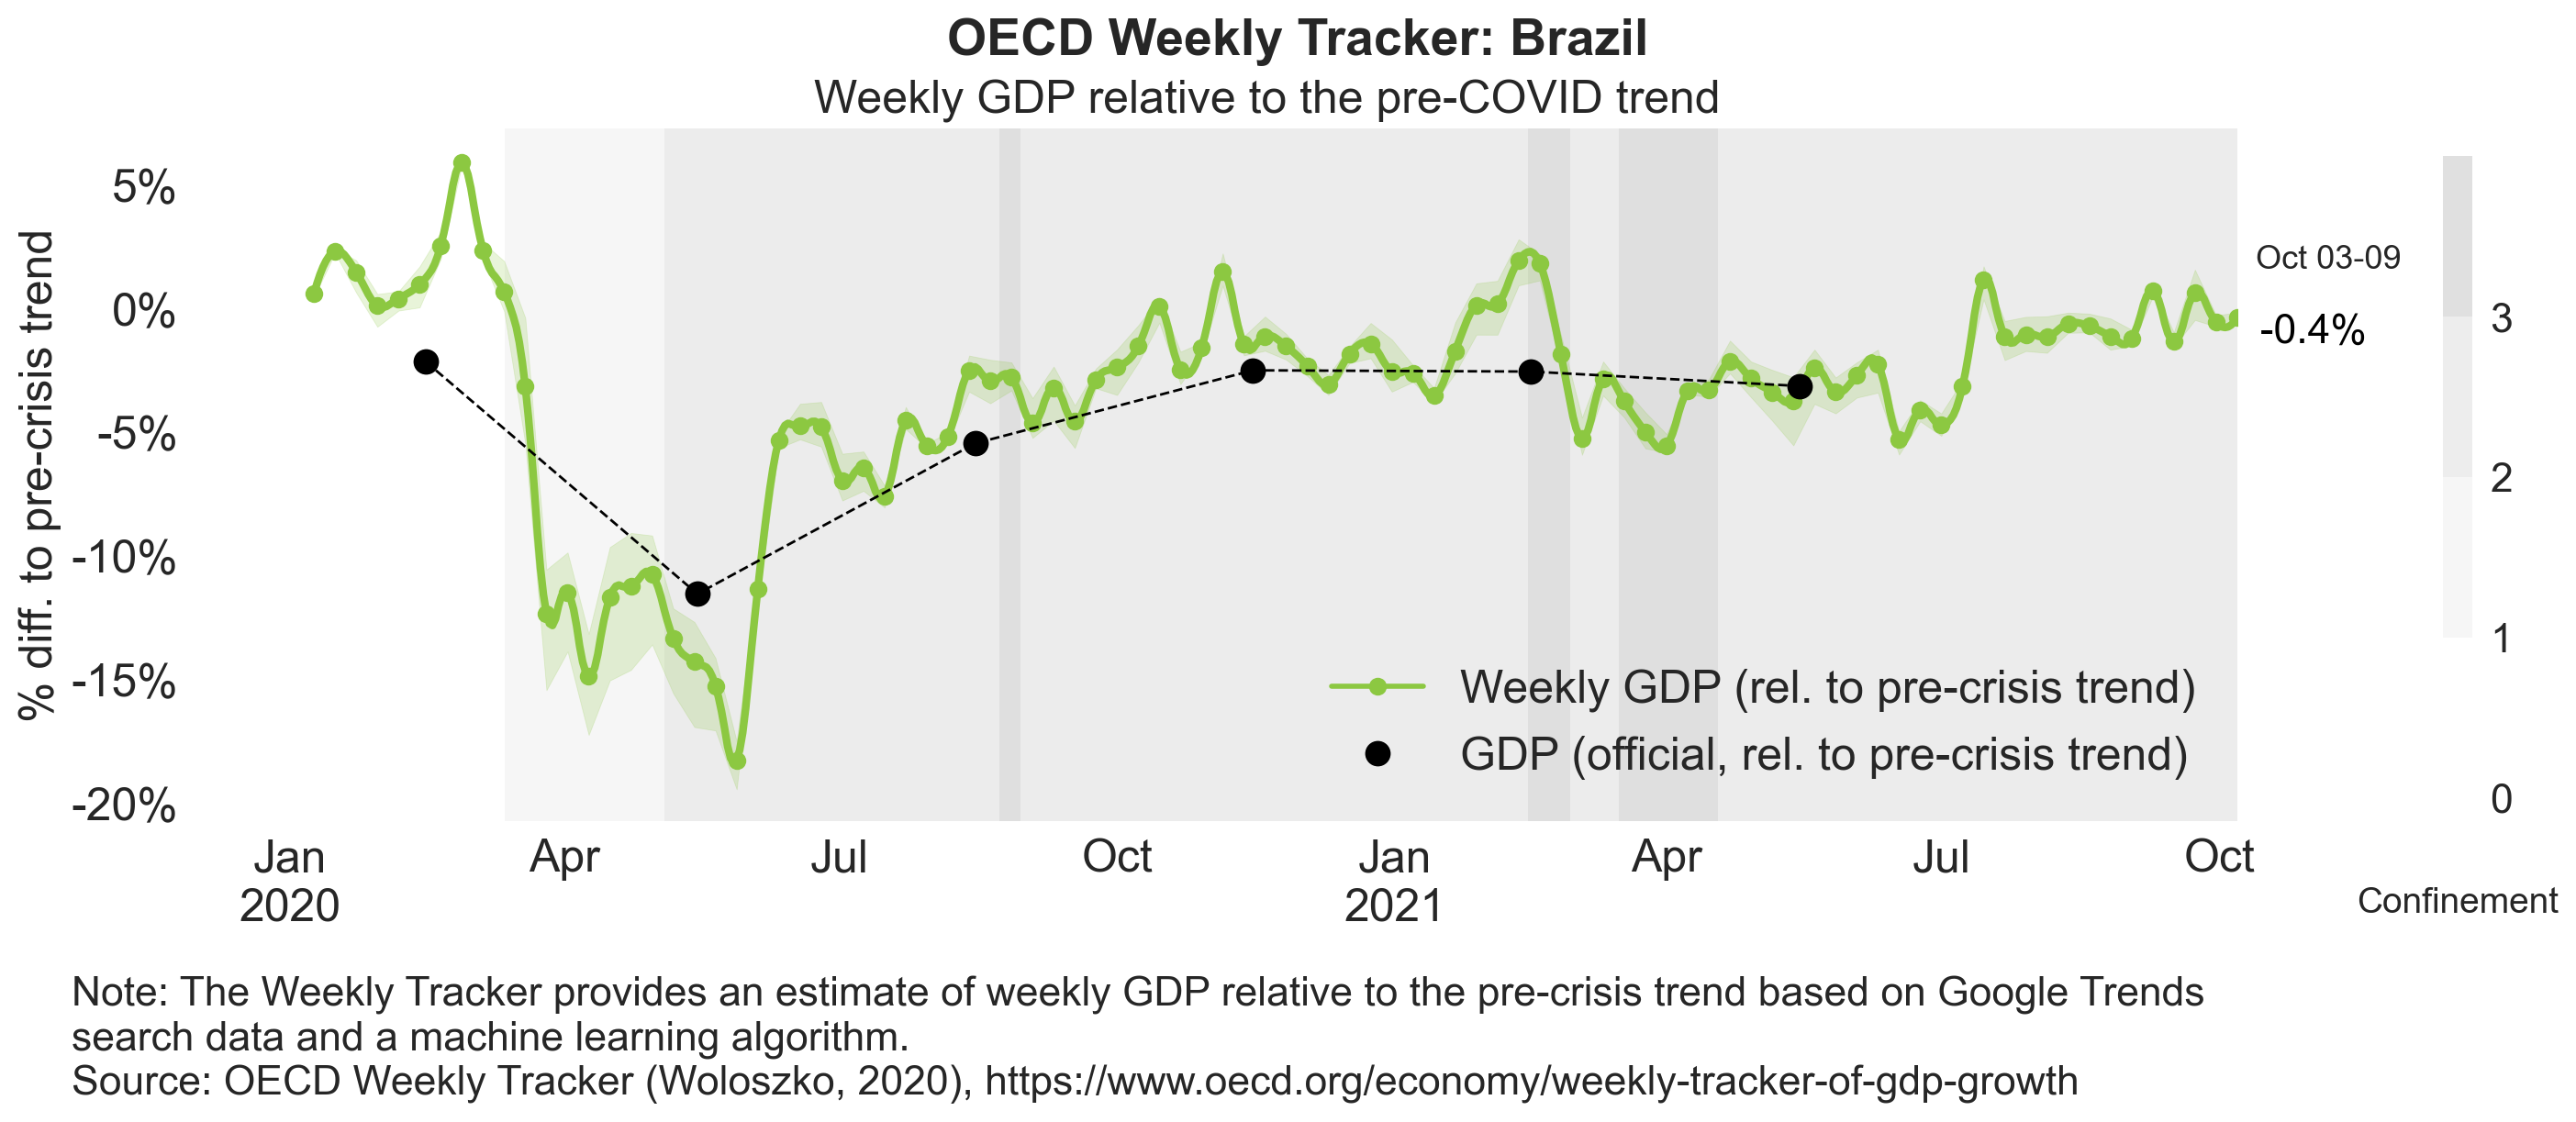 OECD Weekly Tracker: Brazil
Weekly GDP relative to the pre-COVID trend
% diff. to pre-crisis trend
5%
0%
-5%
-10%
-15%
-20%
Jan
2020
Apr
Jul
Oct
Jan
2021
Apr
Jul
Oct
Oct 03-09
-0.4%
Weekly GDP (rel. to pre-crisis trend)
GDP (official, rel. to pre-crisis trend)
3
2
1
0
Confinement
Note: The Weekly Tracker provides an estimate of weekly GDP relative to the pre-crisis trend based on Google Trends
search data and a machine learning algorithm.
Source: OECD Weekly Tracker (Woloszko, 2020), https://www.oecd.org/economy/weekly-tracker-of-gdp-growth